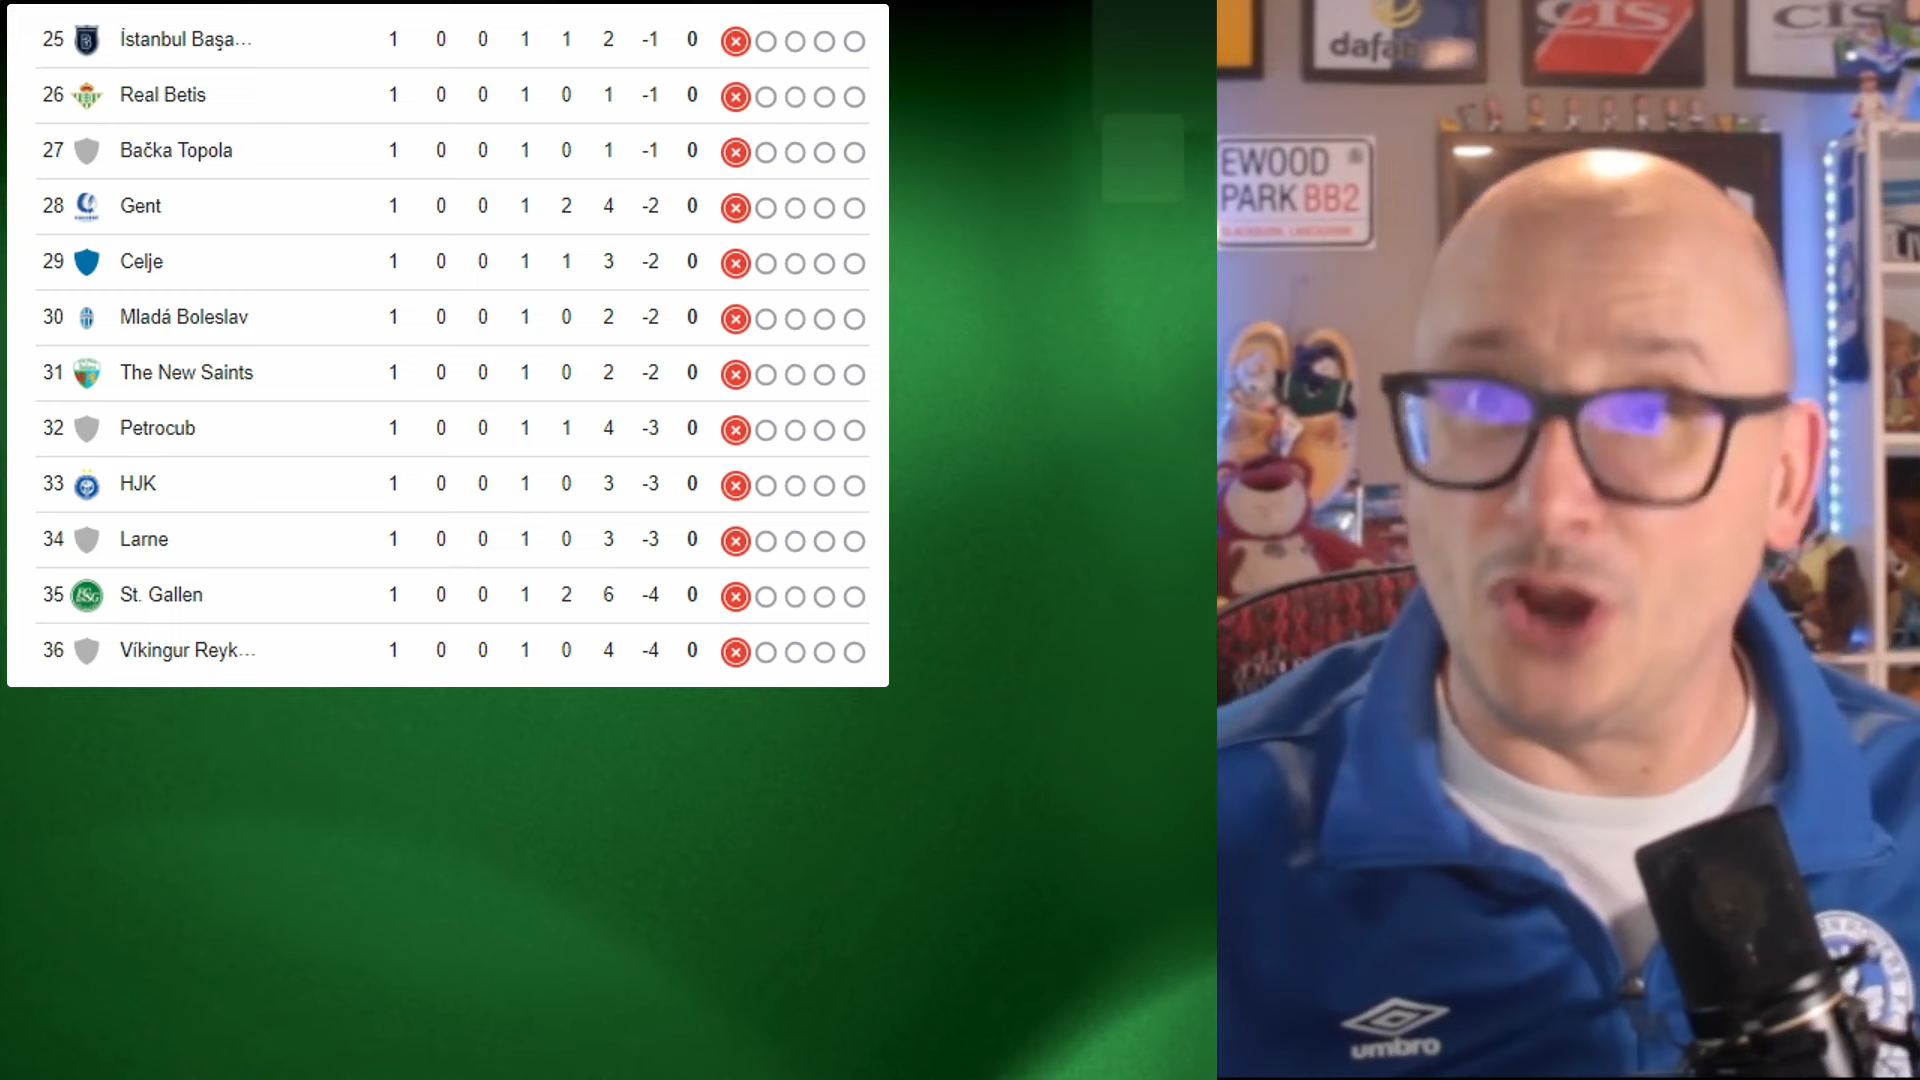 25 İstanbul Başa... 1 0 0 1 1 2 -1 0
26 Real Betis 1 0 0 1 0 1 -1 0
27 Bačka Topola 1 0 0 1 0 1 -1 0
28 Gent 1 0 0 1 2 4 -2 0
29 Celje 1 0 0 1 1 3 -2 0
30 Mladá Boleslav 1 0 0 1 0 2 -2 0
31 The New Saints 1 0 0 1 0 2 -2 0
32 Petrocub 1 0 0 1 1 4 -3 0
33 HJK 1 0 0 1 0 3 -3 0
34 Larne 1 0 0 1 0 3 -3 0
35 St. Gallen 1 0 0 1 2 6 -4 0
36 Víkingur Reyk... 1 0 0 1 0 4 -4 0
CIS
CIS
EWOOD
PARK BB2
umbro